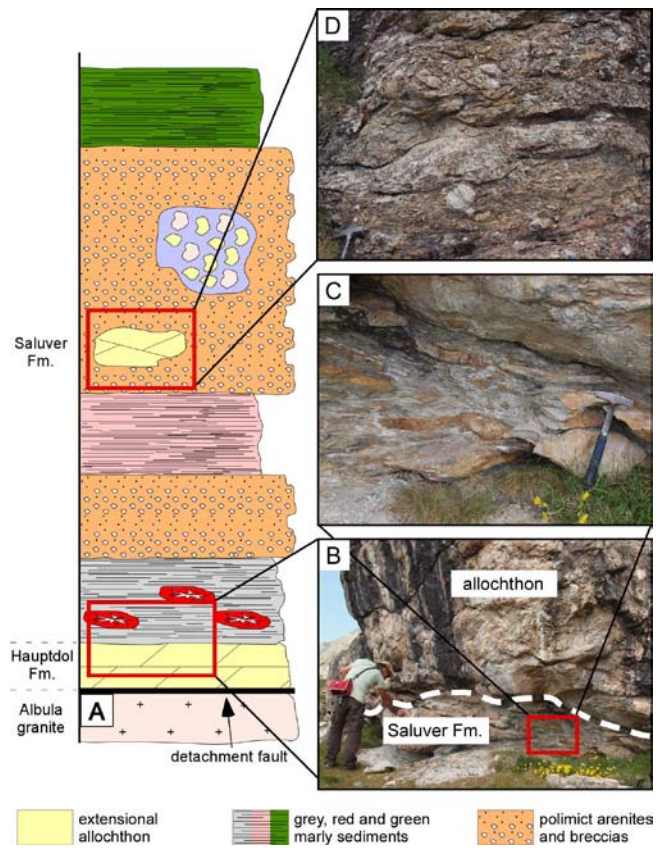 D
C
B
allochthon
Saluver Fm.
Saluver
Fm.
Hauptdol
Fm.
Albula
granite
A
detachment fault
extensional
allochthon
grey, red and green
marly sediments
polimict arenites
and breccias